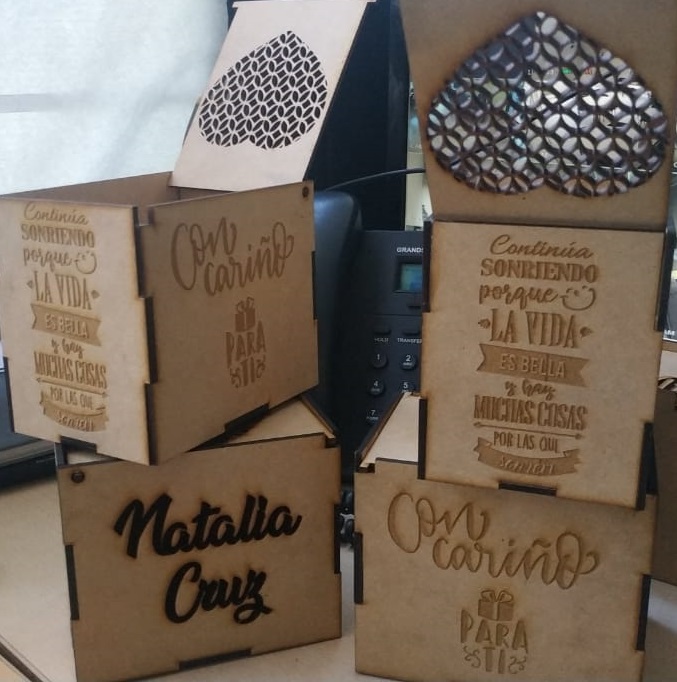 Continúa
SONRIENDO
porque
LA VIDA
ES BELLA
y hay
MUCHAS COSAS
POR LAS QUE
sonreír
Con
cariño
PARA
TI
Continúa
SONRIENDO
porque
LA VIDA
ES BELLA
y hay
MUCHAS COSAS
POR LAS QUE
sonreír
Natalia
Cruz
Con
cariño
PARA
TI
GRANDS
HOLD TRANSFER
1 2
4 5
7